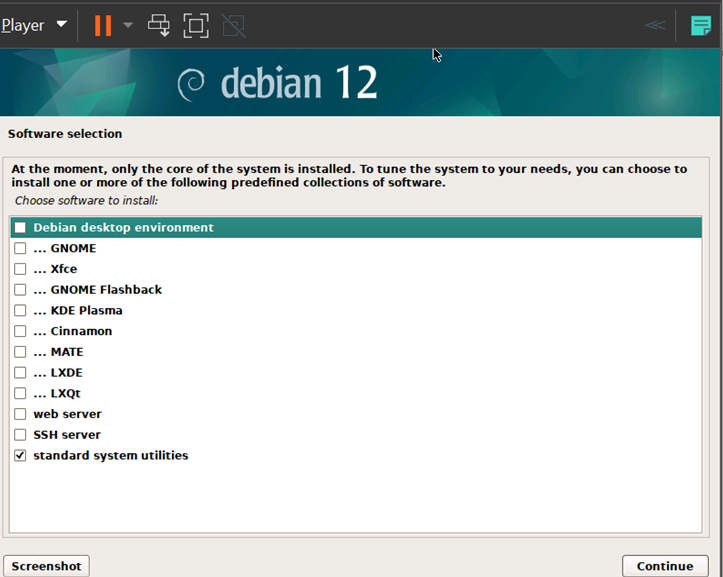 Player
debian 12
Software selection
At the moment, only the core of the system is installed. To tune the system to your needs, you can choose to
install one or more of the following predefined collections of software.
Choose software to install:
Debian desktop environment
... GNOME
... Xfce
... GNOME Flashback
... KDE Plasma
... Cinnamon
... MATE
... LXDE
... LXQt
web server
SSH server
standard system utilities
Screenshot
Continue